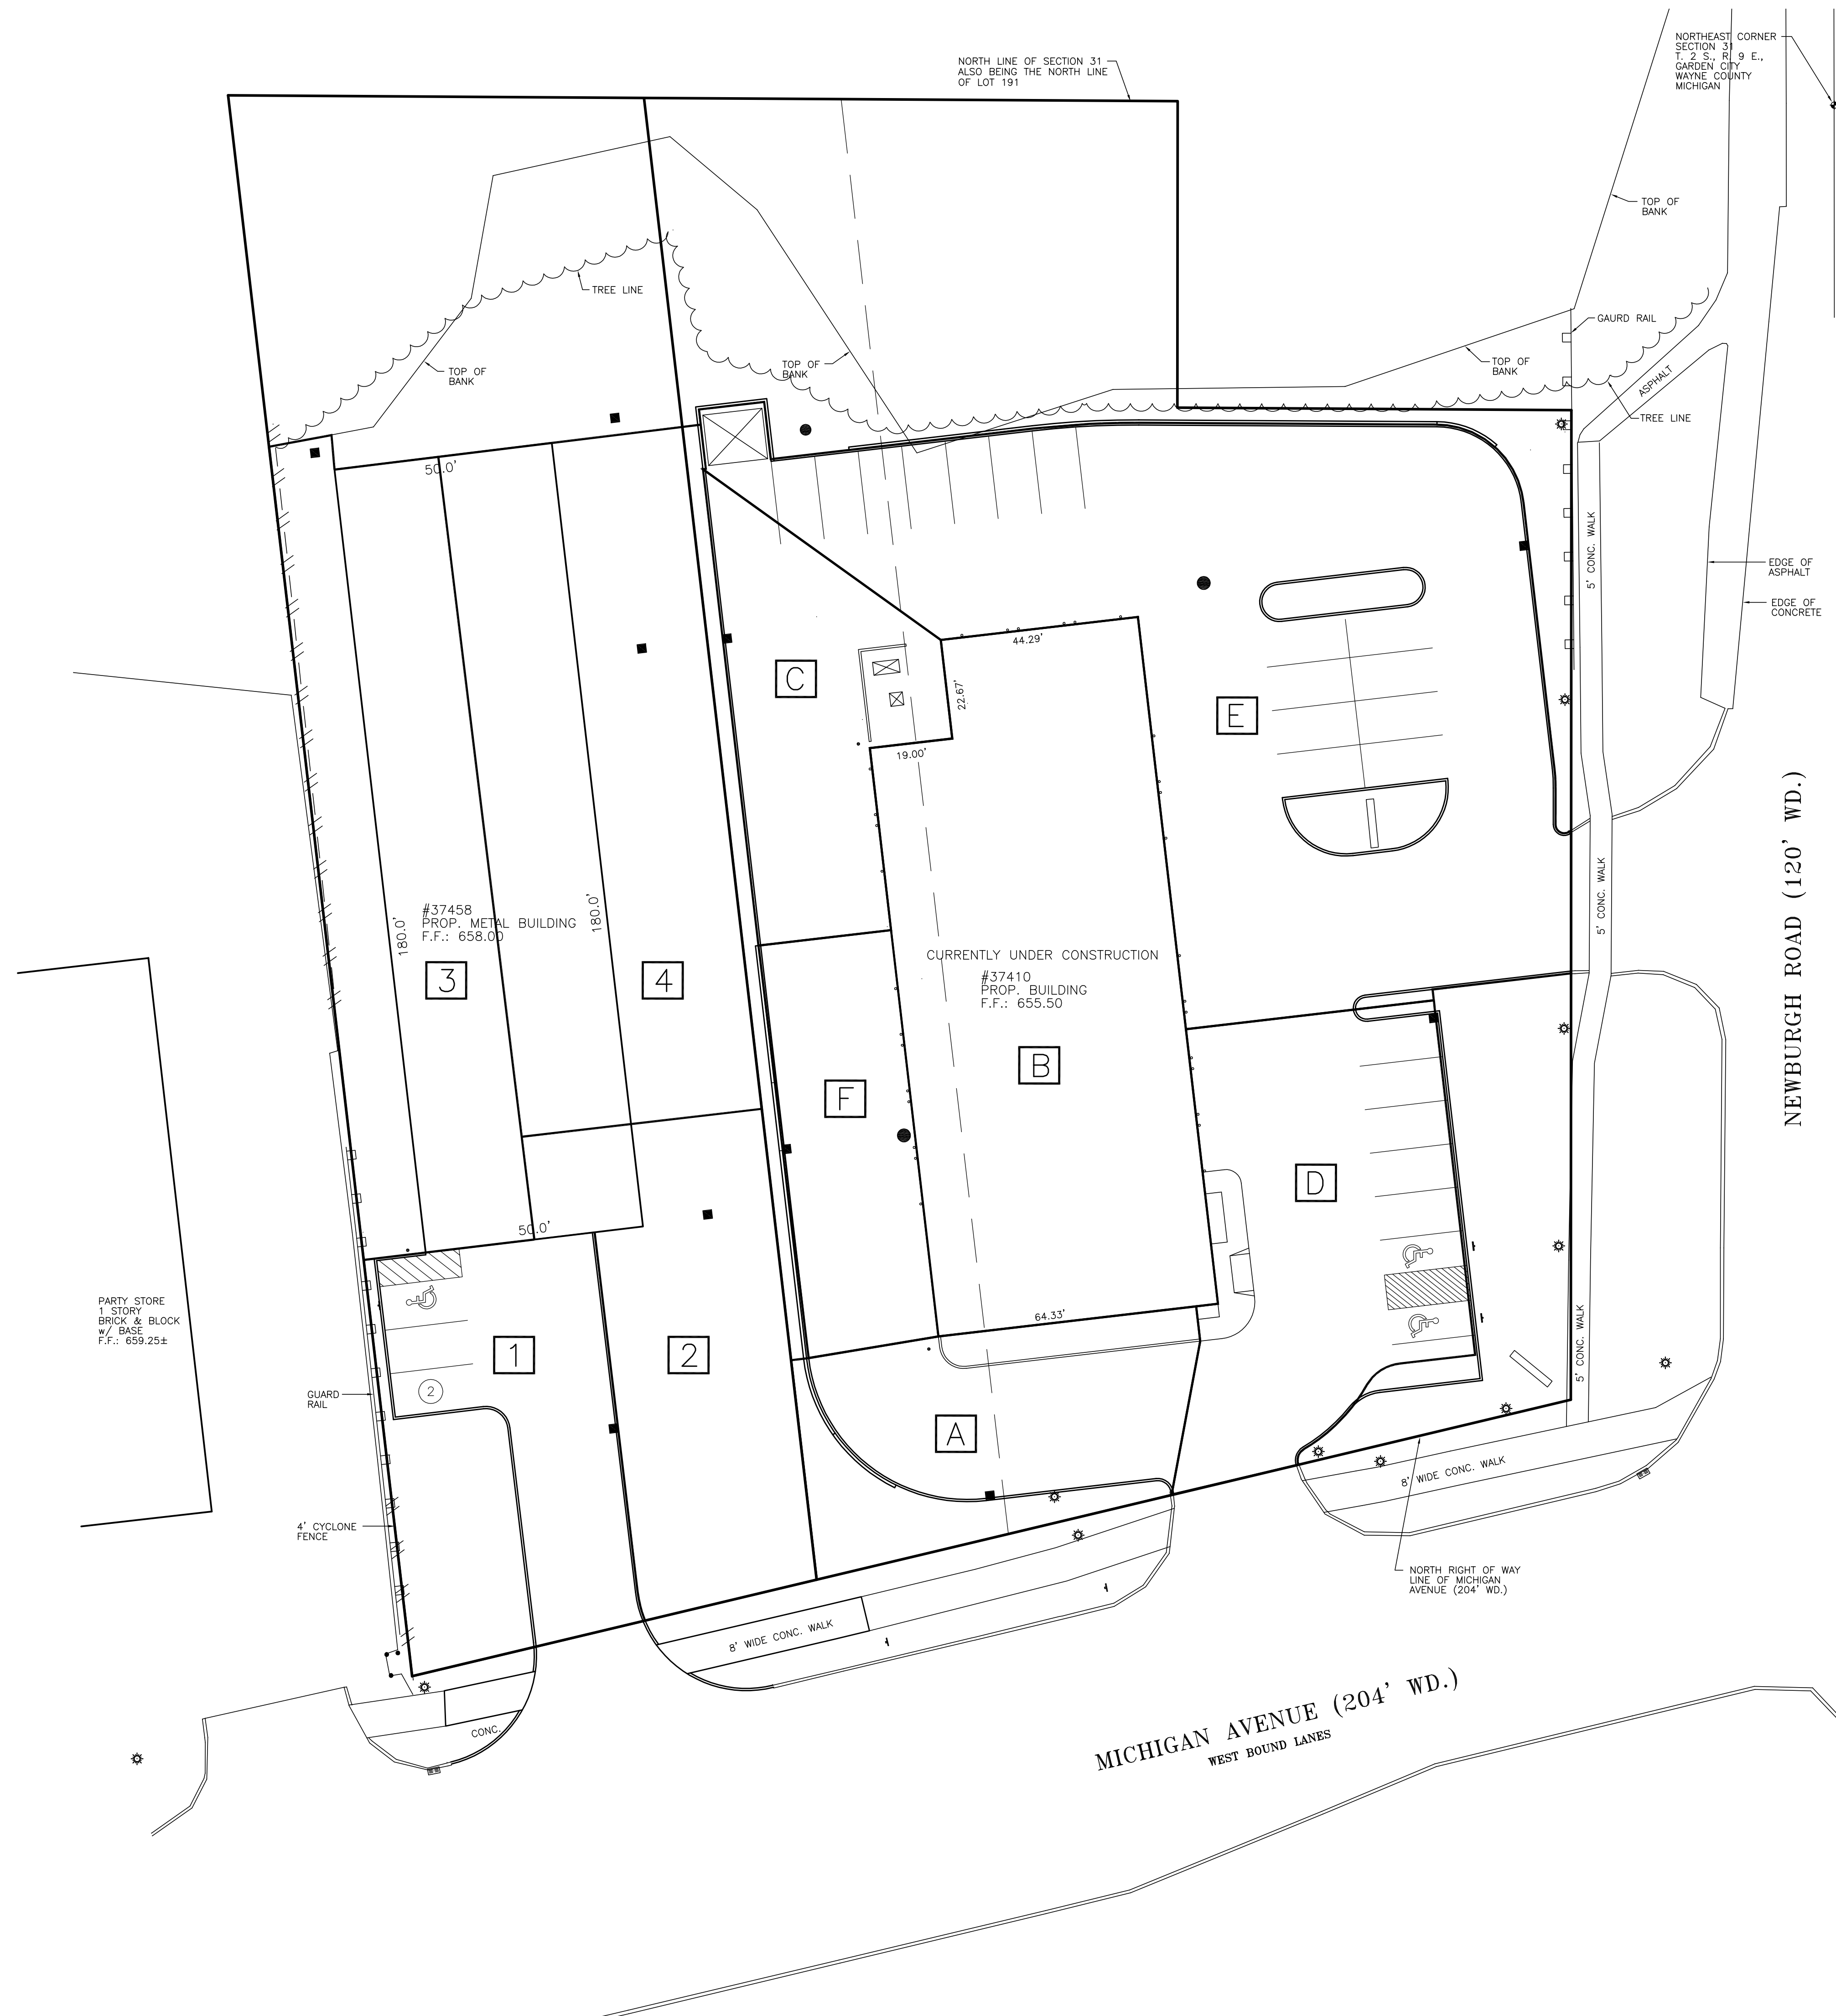 NORTH LINE OF SECTION 31
ALSO BEING THE NORTH LINE
OF LOT 191
NORTHEAST CORNER
SECTION 31
T. 2 S., R. 9 E.,
GARDEN CITY
WAYNE COUNTY
MICHIGAN
TOP OF
BANK
TREE LINE
GAURD RAIL
TOP OF
BANK
TOP OF
BANK
TOP OF
BANK
ASPHALT
TREE LINE
50.0'
5' CONC. WALK
EDGE OF
ASPHALT
EDGE OF
CONCRETE
44.29'
C
22.67'
E
19.00'
NEWBURGH ROAD (120' WD.)
5' CONC. WALK
#37458
PROP. METAL BUILDING
F.F.: 658.00
180.0'
180.0'
3
4
CURRENTLY UNDER CONSTRUCTION
#37410
PROP. BUILDING
F.F.: 655.50
B
F
D
50.0'
PARTY STORE
1 STORY
BRICK & BLOCK
w/ BASE
F.F.: 659.25±
64.33'
5' CONC. WALK
1
2
2
GUARD
RAIL
A
8' WIDE CONC. WALK
4' CYCLONE
FENCE
NORTH RIGHT OF WAY
LINE OF MICHIGAN
AVENUE (204' WD.)
8' WIDE CONC. WALK
CONC.
MICHIGAN AVENUE (204' WD.)
WEST BOUND LANES